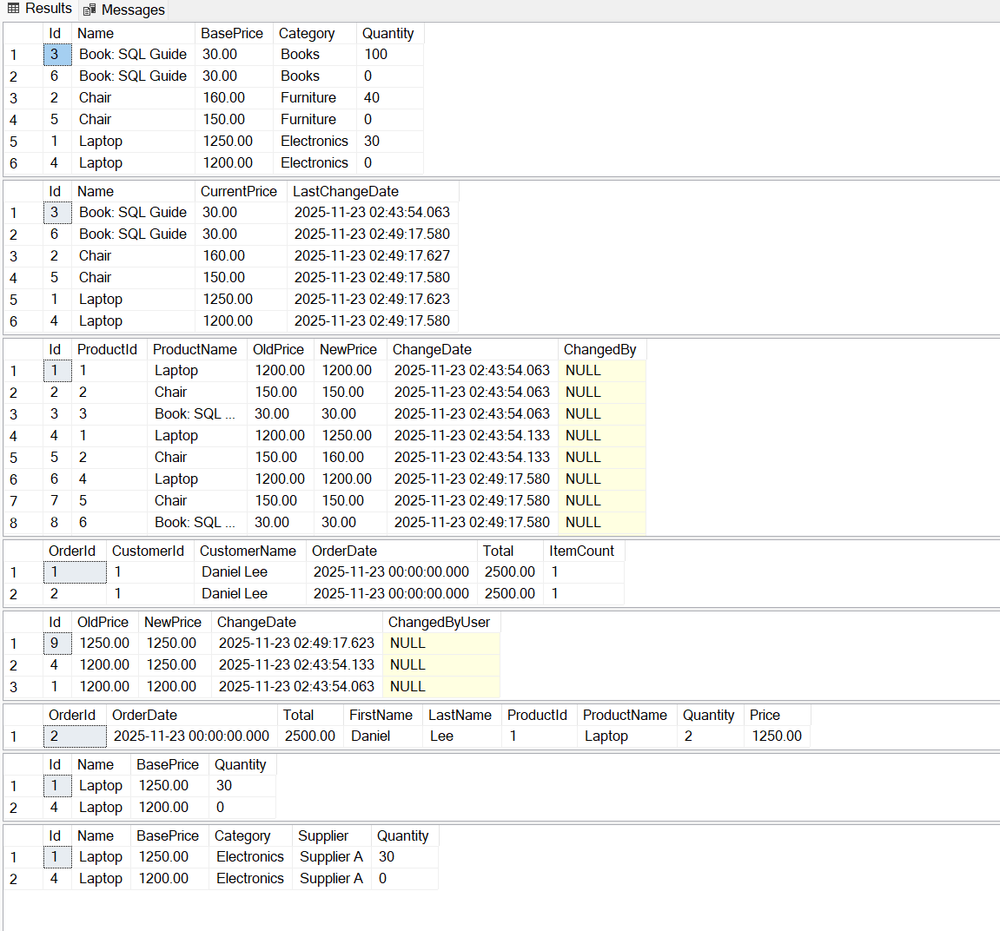 Results Messages
Id Name BasePrice Category Quantity
1 3 Book: SQL Guide 30.00 Books 100
2 6 Book: SQL Guide 30.00 Books 0
3 2 Chair 160.00 Furniture 40
4 5 Chair 150.00 Furniture 0
5 1 Laptop 1250.00 Electronics 30
6 4 Laptop 1200.00 Electronics 0
Id Name CurrentPrice LastChangeDate
1 3 Book: SQL Guide 30.00 2025-11-23 02:43:54.063
2 6 Book: SQL Guide 30.00 2025-11-23 02:49:17.580
3 2 Chair 160.00 2025-11-23 02:49:17.627
4 5 Chair 150.00 2025-11-23 02:49:17.580
5 1 Laptop 1250.00 2025-11-23 02:49:17.623
6 4 Laptop 1200.00 2025-11-23 02:49:17.580
Id ProductId ProductName OldPrice NewPrice ChangeDate ChangedBy
1 1 1 Laptop 1200.00 1200.00 2025-11-23 02:43:54.063 NULL
2 2 2 Chair 150.00 150.00 2025-11-23 02:43:54.063 NULL
3 3 3 Book: SQL ... 30.00 30.00 2025-11-23 02:43:54.063 NULL
4 4 1 Laptop 1200.00 1250.00 2025-11-23 02:43:54.133 NULL
5 5 2 Chair 150.00 160.00 2025-11-23 02:43:54.133 NULL
6 6 4 Laptop 1200.00 1200.00 2025-11-23 02:49:17.580 NULL
7 7 5 Chair 150.00 150.00 2025-11-23 02:49:17.580 NULL
8 8 6 Book: SQL ... 30.00 30.00 2025-11-23 02:49:17.580 NULL
OrderId CustomerId CustomerName OrderDate Total ItemCount
1 1 1 Daniel Lee 2025-11-23 00:00:00.000 2500.00 1
2 2 1 Daniel Lee 2025-11-23 00:00:00.000 2500.00 1
Id OldPrice NewPrice ChangeDate ChangedByUser
1 9 1250.00 1250.00 2025-11-23 02:49:17.623 NULL
2 4 1200.00 1250.00 2025-11-23 02:43:54.133 NULL
3 1 1200.00 1200.00 2025-11-23 02:43:54.063 NULL
OrderId OrderDate Total FirstName LastName ProductId ProductName Quantity Price
1 2 2025-11-23 00:00:00.000 2500.00 Daniel Lee 1 Laptop 2 1250.00
Id Name BasePrice Quantity
1 1 Laptop 1250.00 30
2 4 Laptop 1200.00 0
Id Name BasePrice Category Supplier Quantity
1 1 Laptop 1250.00 Electronics Supplier A 30
2 4 Laptop 1200.00 Electronics Supplier A 0